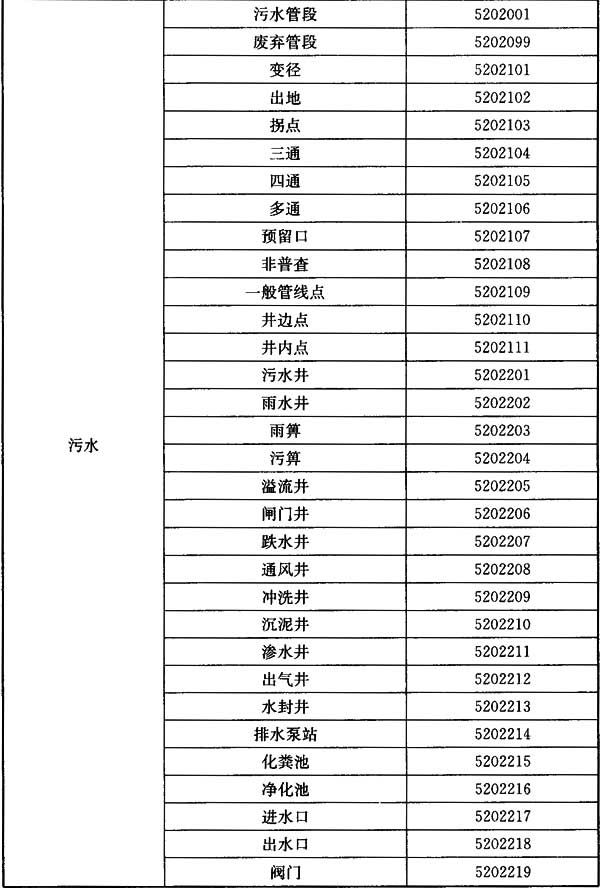 污水管段 5202001
废弃管段 5202099
变径 5202101
出地 5202102
拐点 5202103
三通 5202104
四通 5202105
多通 5202106
预留口 5202107
非普查 5202108
一般管线点 5202109
井边点 5202110
井内点 5202111
污水井 5202201
雨水井 5202202
雨箅 5202203
污水 污箅 5202204
溢流井 5202205
闸门井 5202206
跌水井 5202207
通风井 5202208
冲洗井 5202209
沉泥井 5202210
渗水井 5202211
出气井 5202212
水封井 5202213
排水泵站 5202214
化粪池 5202215
净化池 5202216
进水口 5202217
出水口 5202218
阀门 5202219